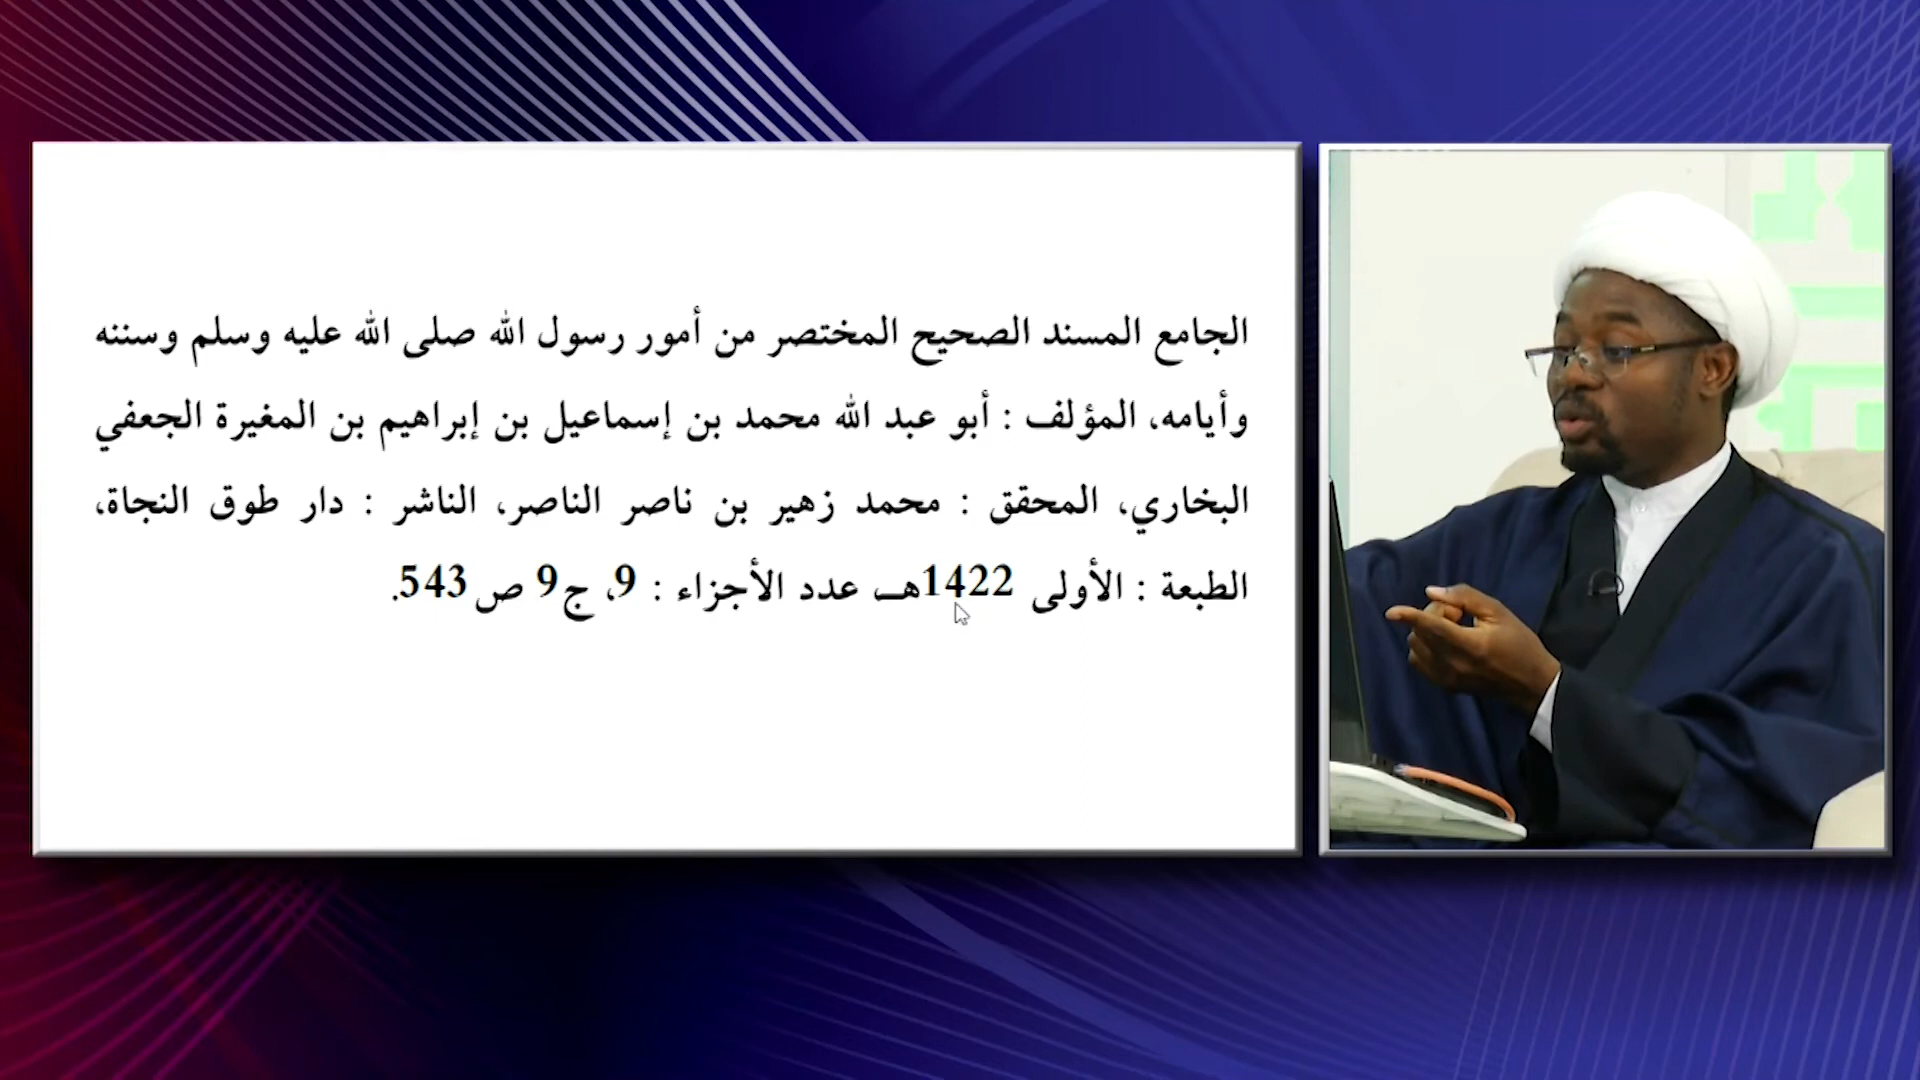 الجامع المسند الصحيح المختصر من أمور رسول الله صلى الله عليه وسلم وسننه
وأيامه، المؤلف : أبو عبد الله محمد بن إسماعيل بن إبراهيم بن المغيرة الجعفي
البخاري، المحقق : محمد زهير بن ناصر الناصر، الناشر : دار طوق النجاة،
الطبعة : الأولى 1422هـ، عدد الأجزاء : 9، ج9 ص543.